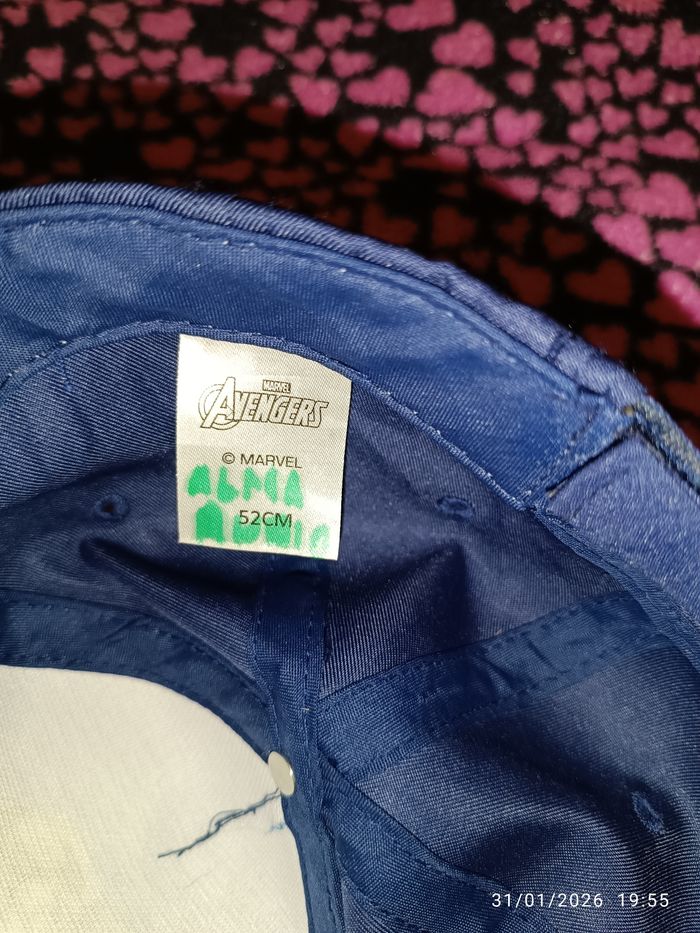 MARVEL
AVENGERS
© MARVEL
52CM
31/01/2026 19:55